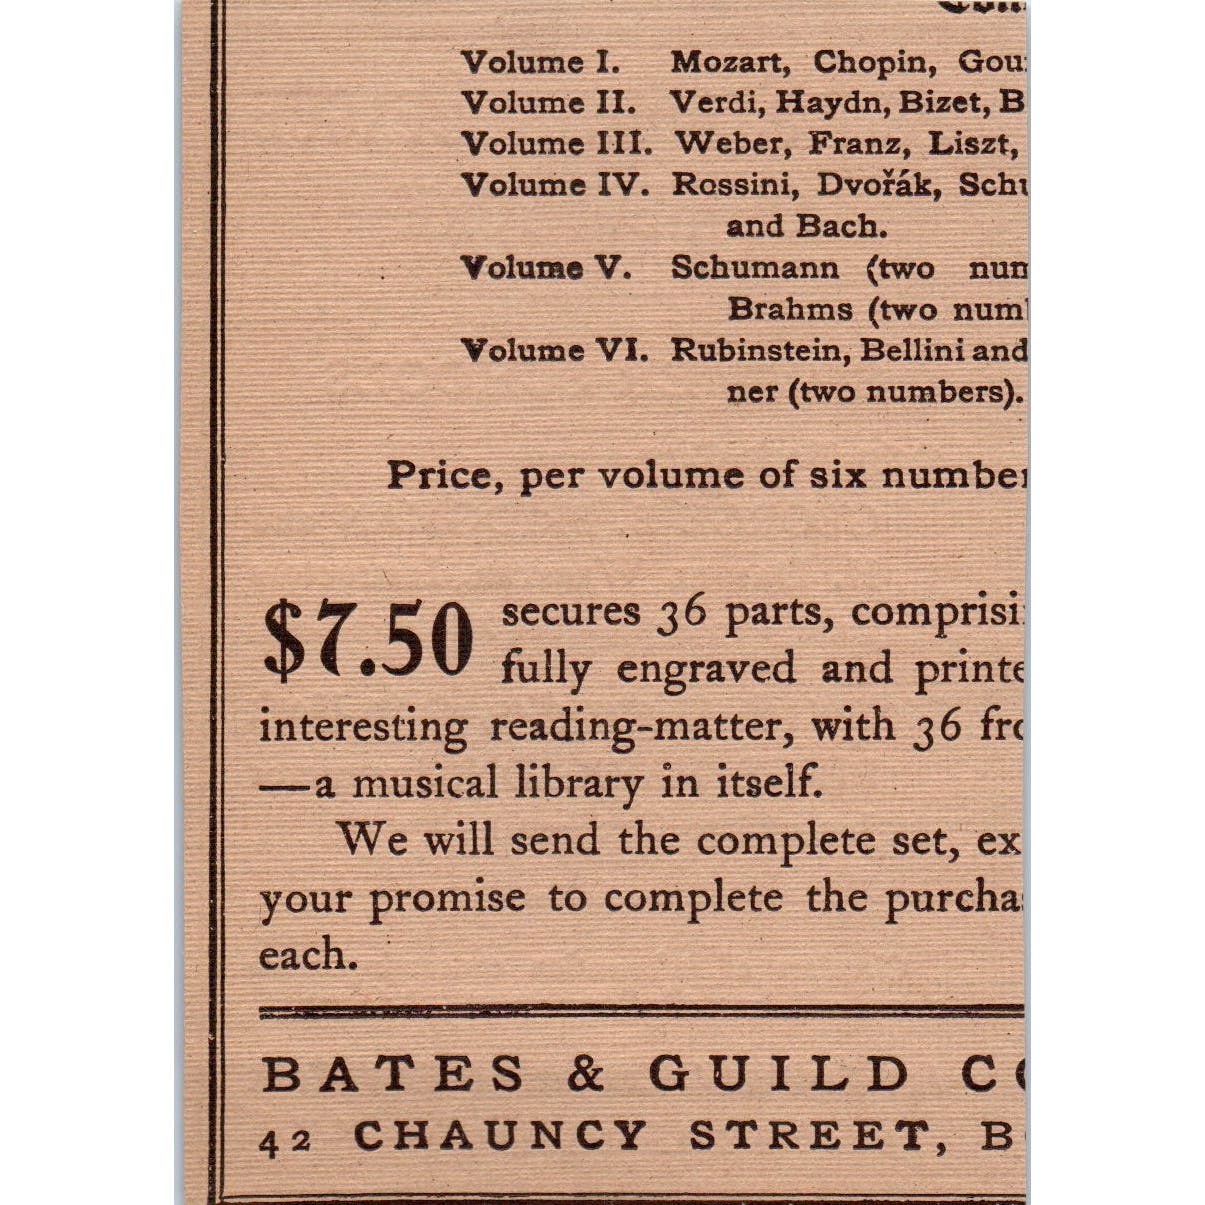 Volume I. Mozart, Chopin,
Volume II. Verdi, Haydn, Bizet,
Volume III. Weber, Franz, Liszt,
Volume IV. Rossini, Dvořák,
and Bach.
Volume V. Schumann (two
Brahms (two
Volume VI. Rubinstein, Bellini and
ner (two numbers).
Price, per volume of six
$7.50 secures 36 parts,
fully engraved and
interesting reading-matter, with 36
—a musical library in itself.
We will send the complete set,
your promise to complete the
each.
BATES & GUILD
42 CHAUNCY STREET,